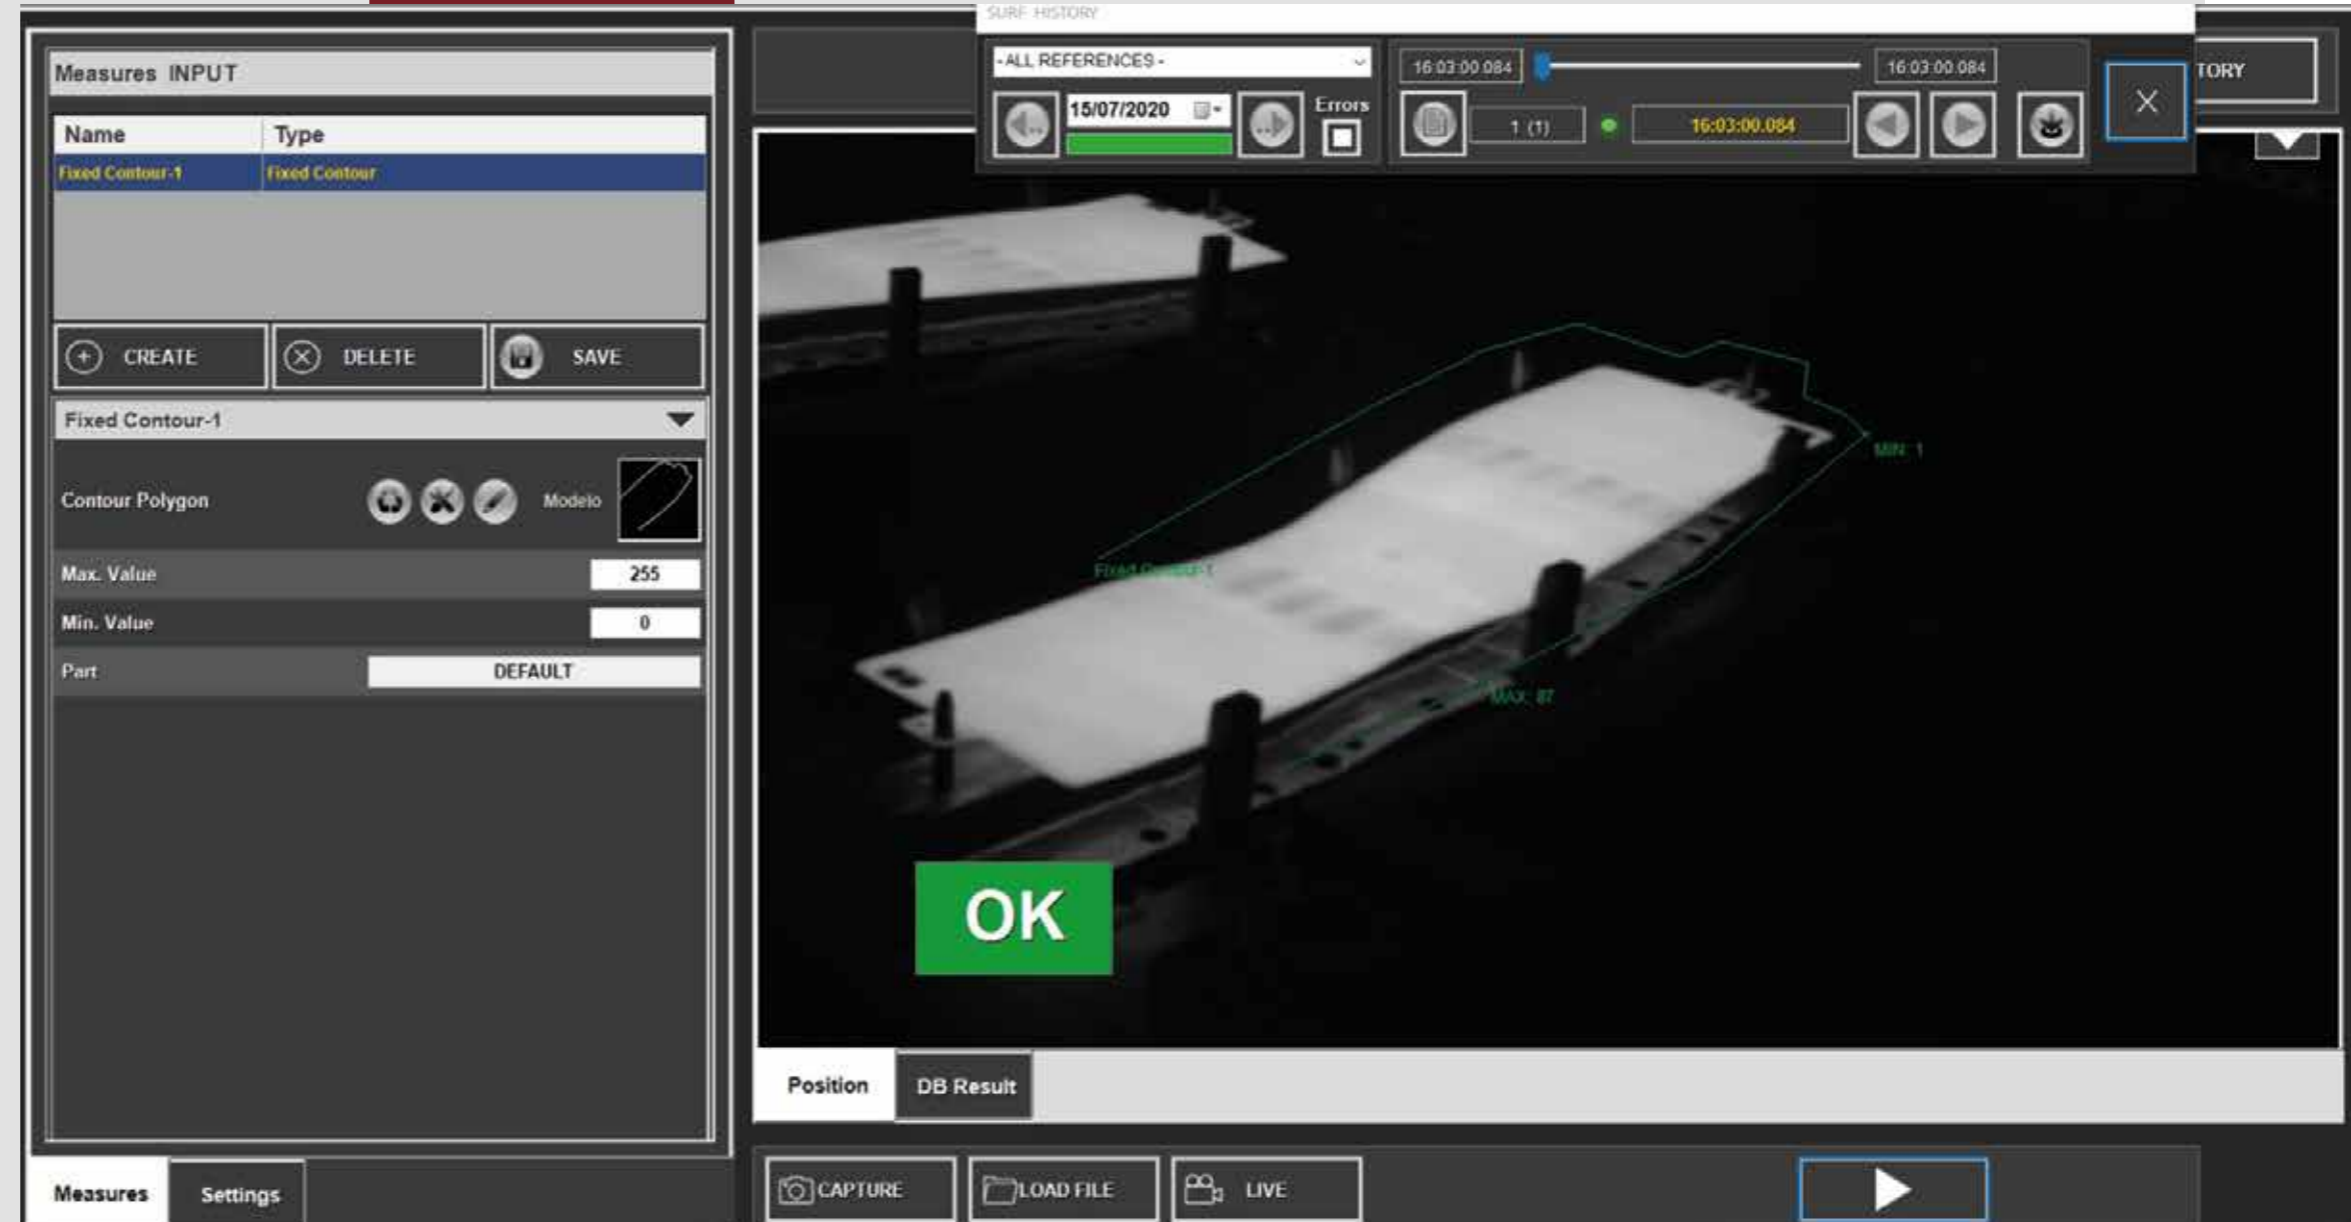 SURF HISTORY
Measures INPUT
Name Type
Fixed Contour-1 Fixed Contour
CREATE DELETE SAVE
Fixed Contour-1
Contour Polygon Modelo
Max. Value 255
Min. Value 0
Part DEFAULT
Measures Settings
-ALL REFERENCES-
15/07/2020
Errors
16:03:00.084 16:03:00.084
1 (1) 16:03:00.084
TORY
MIN: 1
Fixed Contour-1
MAX: 87
OK
Position DB Result
CAPTURE LOAD FILE LIVE